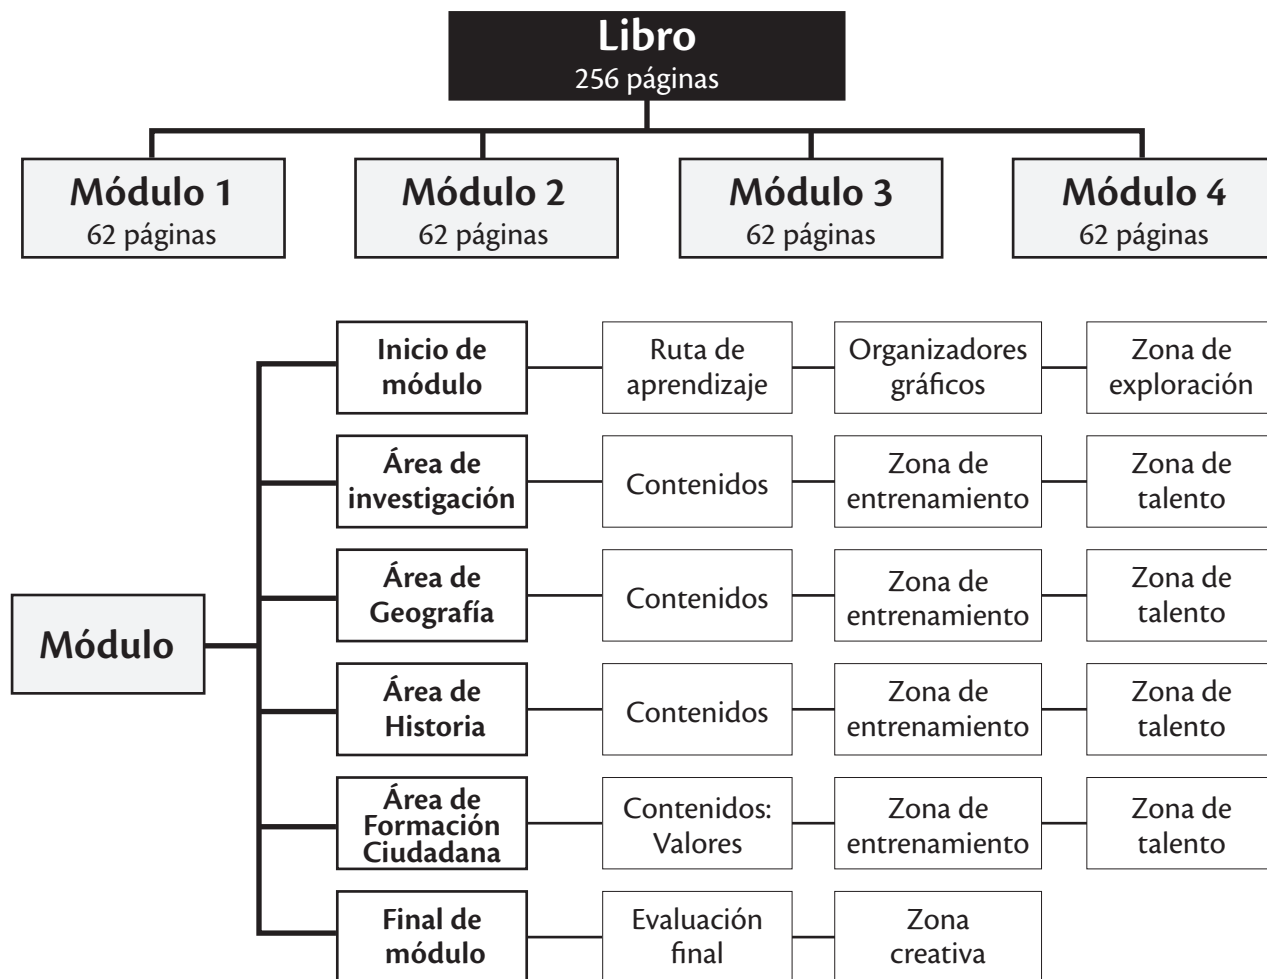 Libro
256 páginas
Módulo 1
62 páginas
Módulo 2
62 páginas
Módulo 3
62 páginas
Módulo 4
62 páginas
Módulo
Inicio de
módulo
Ruta de
aprendizaje
Organizadores
gráficos
Zona de
exploración
Área de
investigación
Contenidos
Zona de
entrenamiento
Zona de
talento
Área de
Geografía
Contenidos
Zona de
entrenamiento
Zona de
talento
Área de
Historia
Contenidos
Zona de
entrenamiento
Zona de
talento
Área de
Formación
Ciudadana
Contenidos:
Valores
Zona de
entrenamiento
Zona de
talento
Final de
módulo
Evaluación
final
Zona
creativa